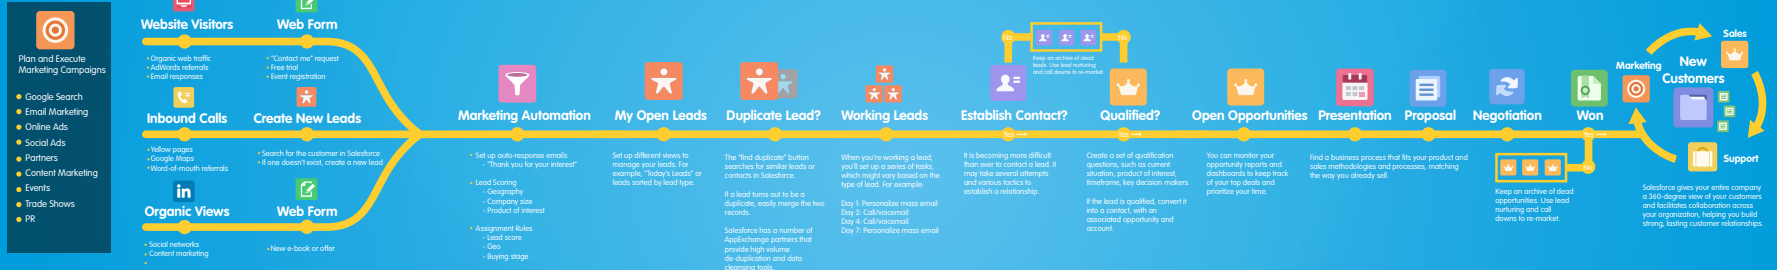 Plan and Execute
Marketing Campaigns
Google Search
Email Marketing
Online Ads
Social Ads
Partners
Content Marketing
Events
Trade Shows
PR
Website Visitors
•Organic web traffic
•AdWords referrals
•Email responses
Web Form
•"Contact me" request
•Free trial
•Event registration
Inbound Calls
•Yellow pages
•Google Maps
•Word-of-mouth referrals
Create New Leads
•Search for the customer in Salesforce
•If one doesn't exist, create a new lead
in
Organic Views
•Social networks
•Content marketing
•
Web Form
•New e-book or offer
Marketing Automation
• Set up auto-response emails
- "Thank you for your interest"
• Lead Scoring
- Geography
- Company size
- Product of interest
• Assignment Rules
- Lead score
- Geo
- Buying stage
My Open Leads
Set up different views to
manage your leads. For
example, "Today's Leads" or
leads sorted by lead type.
Duplicate Lead?
The "find duplicate" button
searches for similar leads or
contacts in Salesforce.
If a lead turns out to be a
duplicate, easily merge the two
records.
Salesforce has a number of
AppExchange partners that
provide high volume
de-duplication and data
cleansing tools.
Working Leads
When you're working a lead,
you'll set up a series of tasks,
which might vary based on the
type of lead. For example:
Day 1: Personalize mass email
Day 2: Call/voicemail
Day 4: Call/voicemail
Day 7: Personalize mass email
No
No
Keep an archive of dead
leads. Use lead nurturing
and call downs to re-market.
Establish Contact?
Yes →
It is becoming more difficult
than ever to contact a lead. It
may take several attempts
and various tactics to
establish a relationship.
Qualified?
Yes →
Create a set of qualification
questions, such as current
situation, product of interest,
timeframe, key decision makers.
If the lead is qualified, convert it
into a contact, with an
associated opportunity and
account.
Open Opportunities
You can monitor your
opportunity reports and
dashboards to keep track
of your top deals and
prioritize your time.
Presentation
Proposal
Find a business process that fits your product and
sales methodologies and processes, matching
the way you already sell.
Negotiation
Won
Yes →
No
Keep an archive of dead
opportunities. Use lead
nurturing and call
downs to re-market.
Sales
Marketing
New
Customers
Support
Salesforce gives your entire company
a 360-degree view of your customers
and facilitates collaboration across
your organization, helping you build
strong, lasting customer relationships.